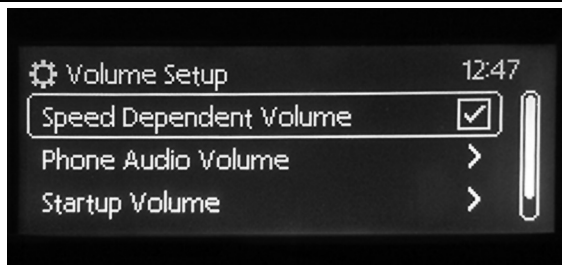 Volume Setup 12:47
Speed Dependent Volume
Phone Audio Volume
Startup Volume